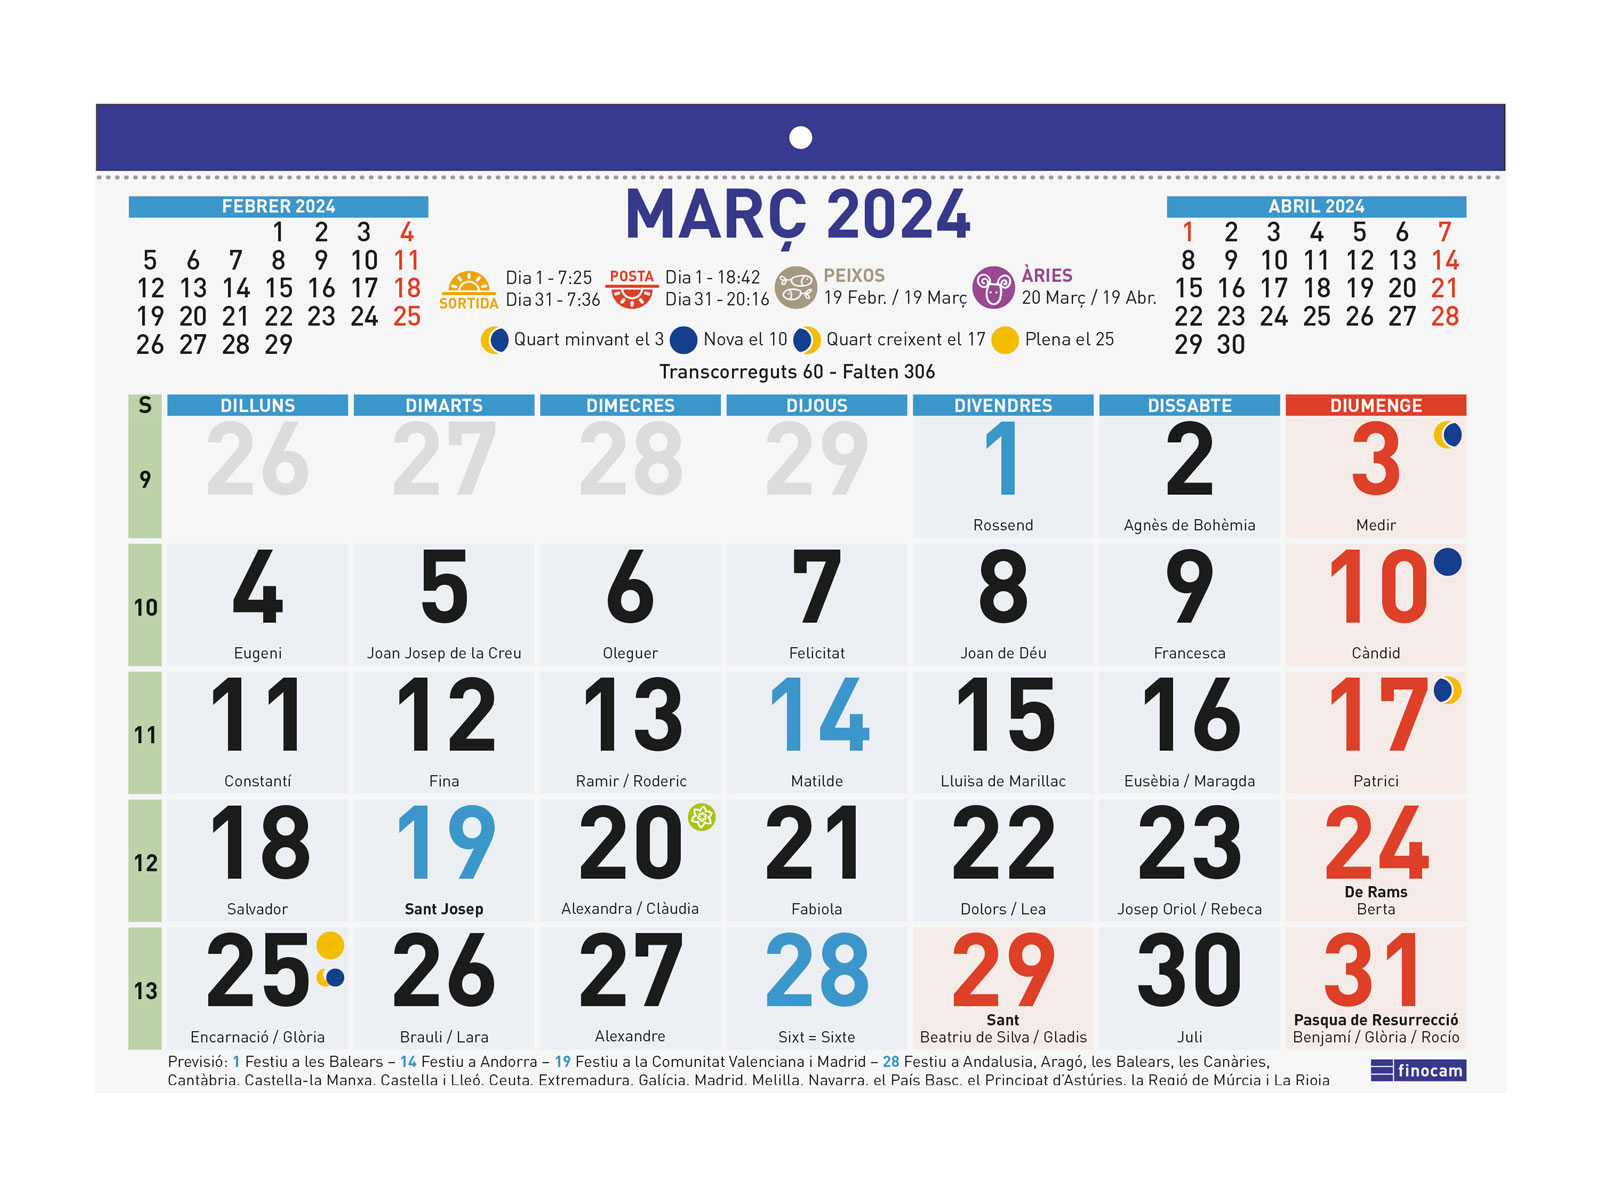 MARÇ 2024
FEBRER 2024
1 2 3 4
5 6 7 8 9 10 11
12 13 14 15 16 17 18
19 20 21 22 23 24 25
26 27 28 29
SORTIDA
Dia 1 - 7:25
Dia 31 - 7:36
POSTA
Dia 1 - 18:42
Dia 31 - 20:16
PEIXOS
19 Febr. / 19 Març
ÀRIES
20 Març / 19 Abr.
Quart minvant el 3 Nova el 10 Quart creixent el 17 Plena el 25
Transcorreguts 60 - Falten 306
ABRIL 2024
1 2 3 4 5 6 7
8 9 10 11 12 13 14
15 16 17 18 19 20 21
22 23 24 25 26 27 28
29 30
S DILLUNS DIMARTS DIMECRES DIJOUS DIVENDRES DISSABTE DIUMENGE
9 26 27 28 29 1 2 3
Rossend Agnès de Bohèmia Medir
10 4 5 6 7 8 9 10
Eugeni Joan Josep de la Creu Oleguer Felicitat Joan de Déu Francesca Càndid
11 11 12 13 14 15 16 17
Constantí Fina Ramir / Roderic Matilde Lluïsa de Marillac Eusèbia / Maragda Patrici
12 18 19 20 21 22 23 24
De Rams
Salvador Sant Josep Alexandra / Clàudia Fabiola Dolors / Lea Josep Oriol / Rebeca Berta
13 25 26 27 28 29 30 31
Sant Pasqua de Resurrecció
Encarnació / Glòria Brauli / Lara Alexandre Sixt = Sixte Beatriu de Silva / Gladis Juli Benjamí / Glòria / Rocío
Previsió: 1 Festiu a les Balears – 14 Festiu a Andorra – 19 Festiu a la Comunitat Valenciana i Madrid – 28 Festiu a Andalusia, Aragó, les Balears, les Canàries,
Cantàbria, Castella-la Manxa, Castella i Lleó, Ceuta, Extremadura, Galícia, Madrid, Melilla, Navarra, el País Basc, el Principat d'Astúries, la Regió de Múrcia i La Rioja
finocam